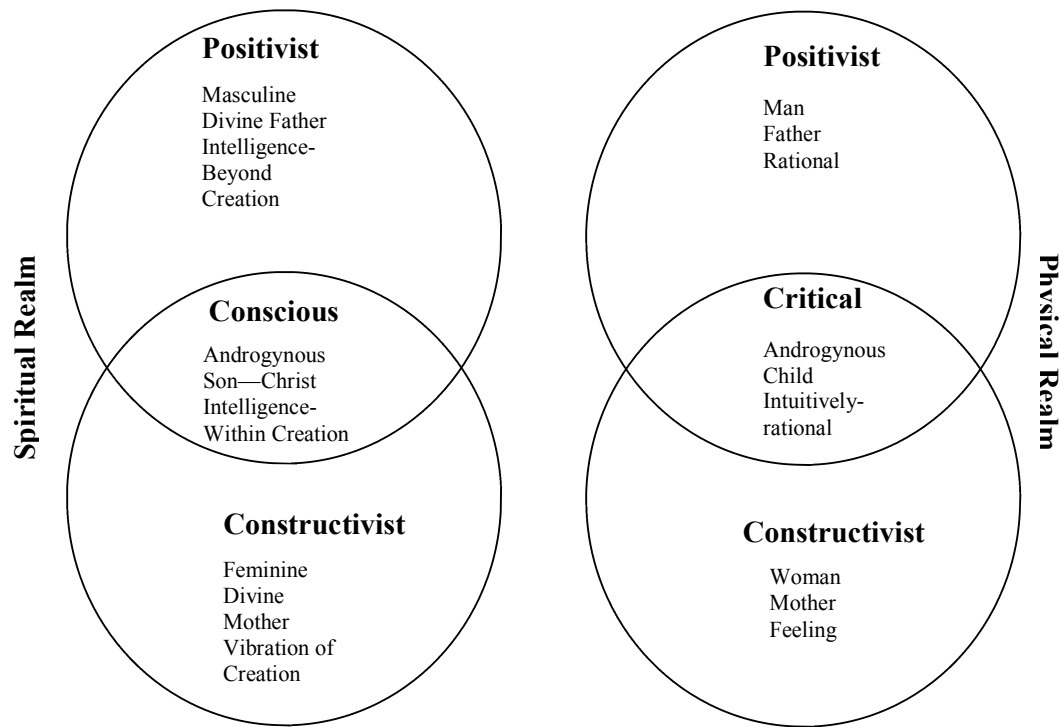 Spiritual Realm
Positivist
Masculine
Divine Father
Intelligence-
Beyond
Creation
Conscious
Androgynous
Son—Christ
Intelligence-
Within Creation
Constructivist
Feminine
Divine
Mother
Vibration of
Creation
Positivist
Man
Father
Rational
Critical
Androgynous
Child
Intuitively-
rational
Constructivist
Woman
Mother
Feeling
Physical Realm